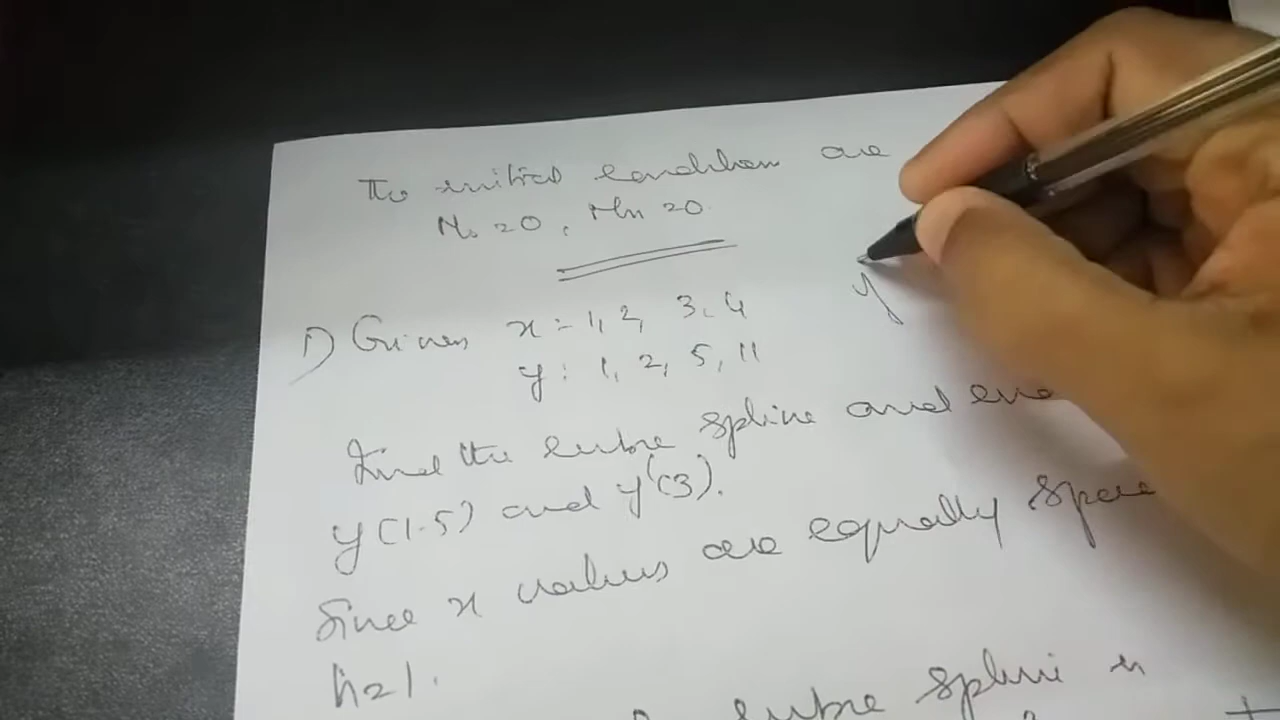 The initial condition are
M₀ = 0, Mn = 0.
1) Given x : 1, 2, 3, 4
y : 1, 2, 5, 11
y
Find the cubic spline and eva
y(1.5) and y'(3).
Since x values are equally space
h = 1.
cubic spline is